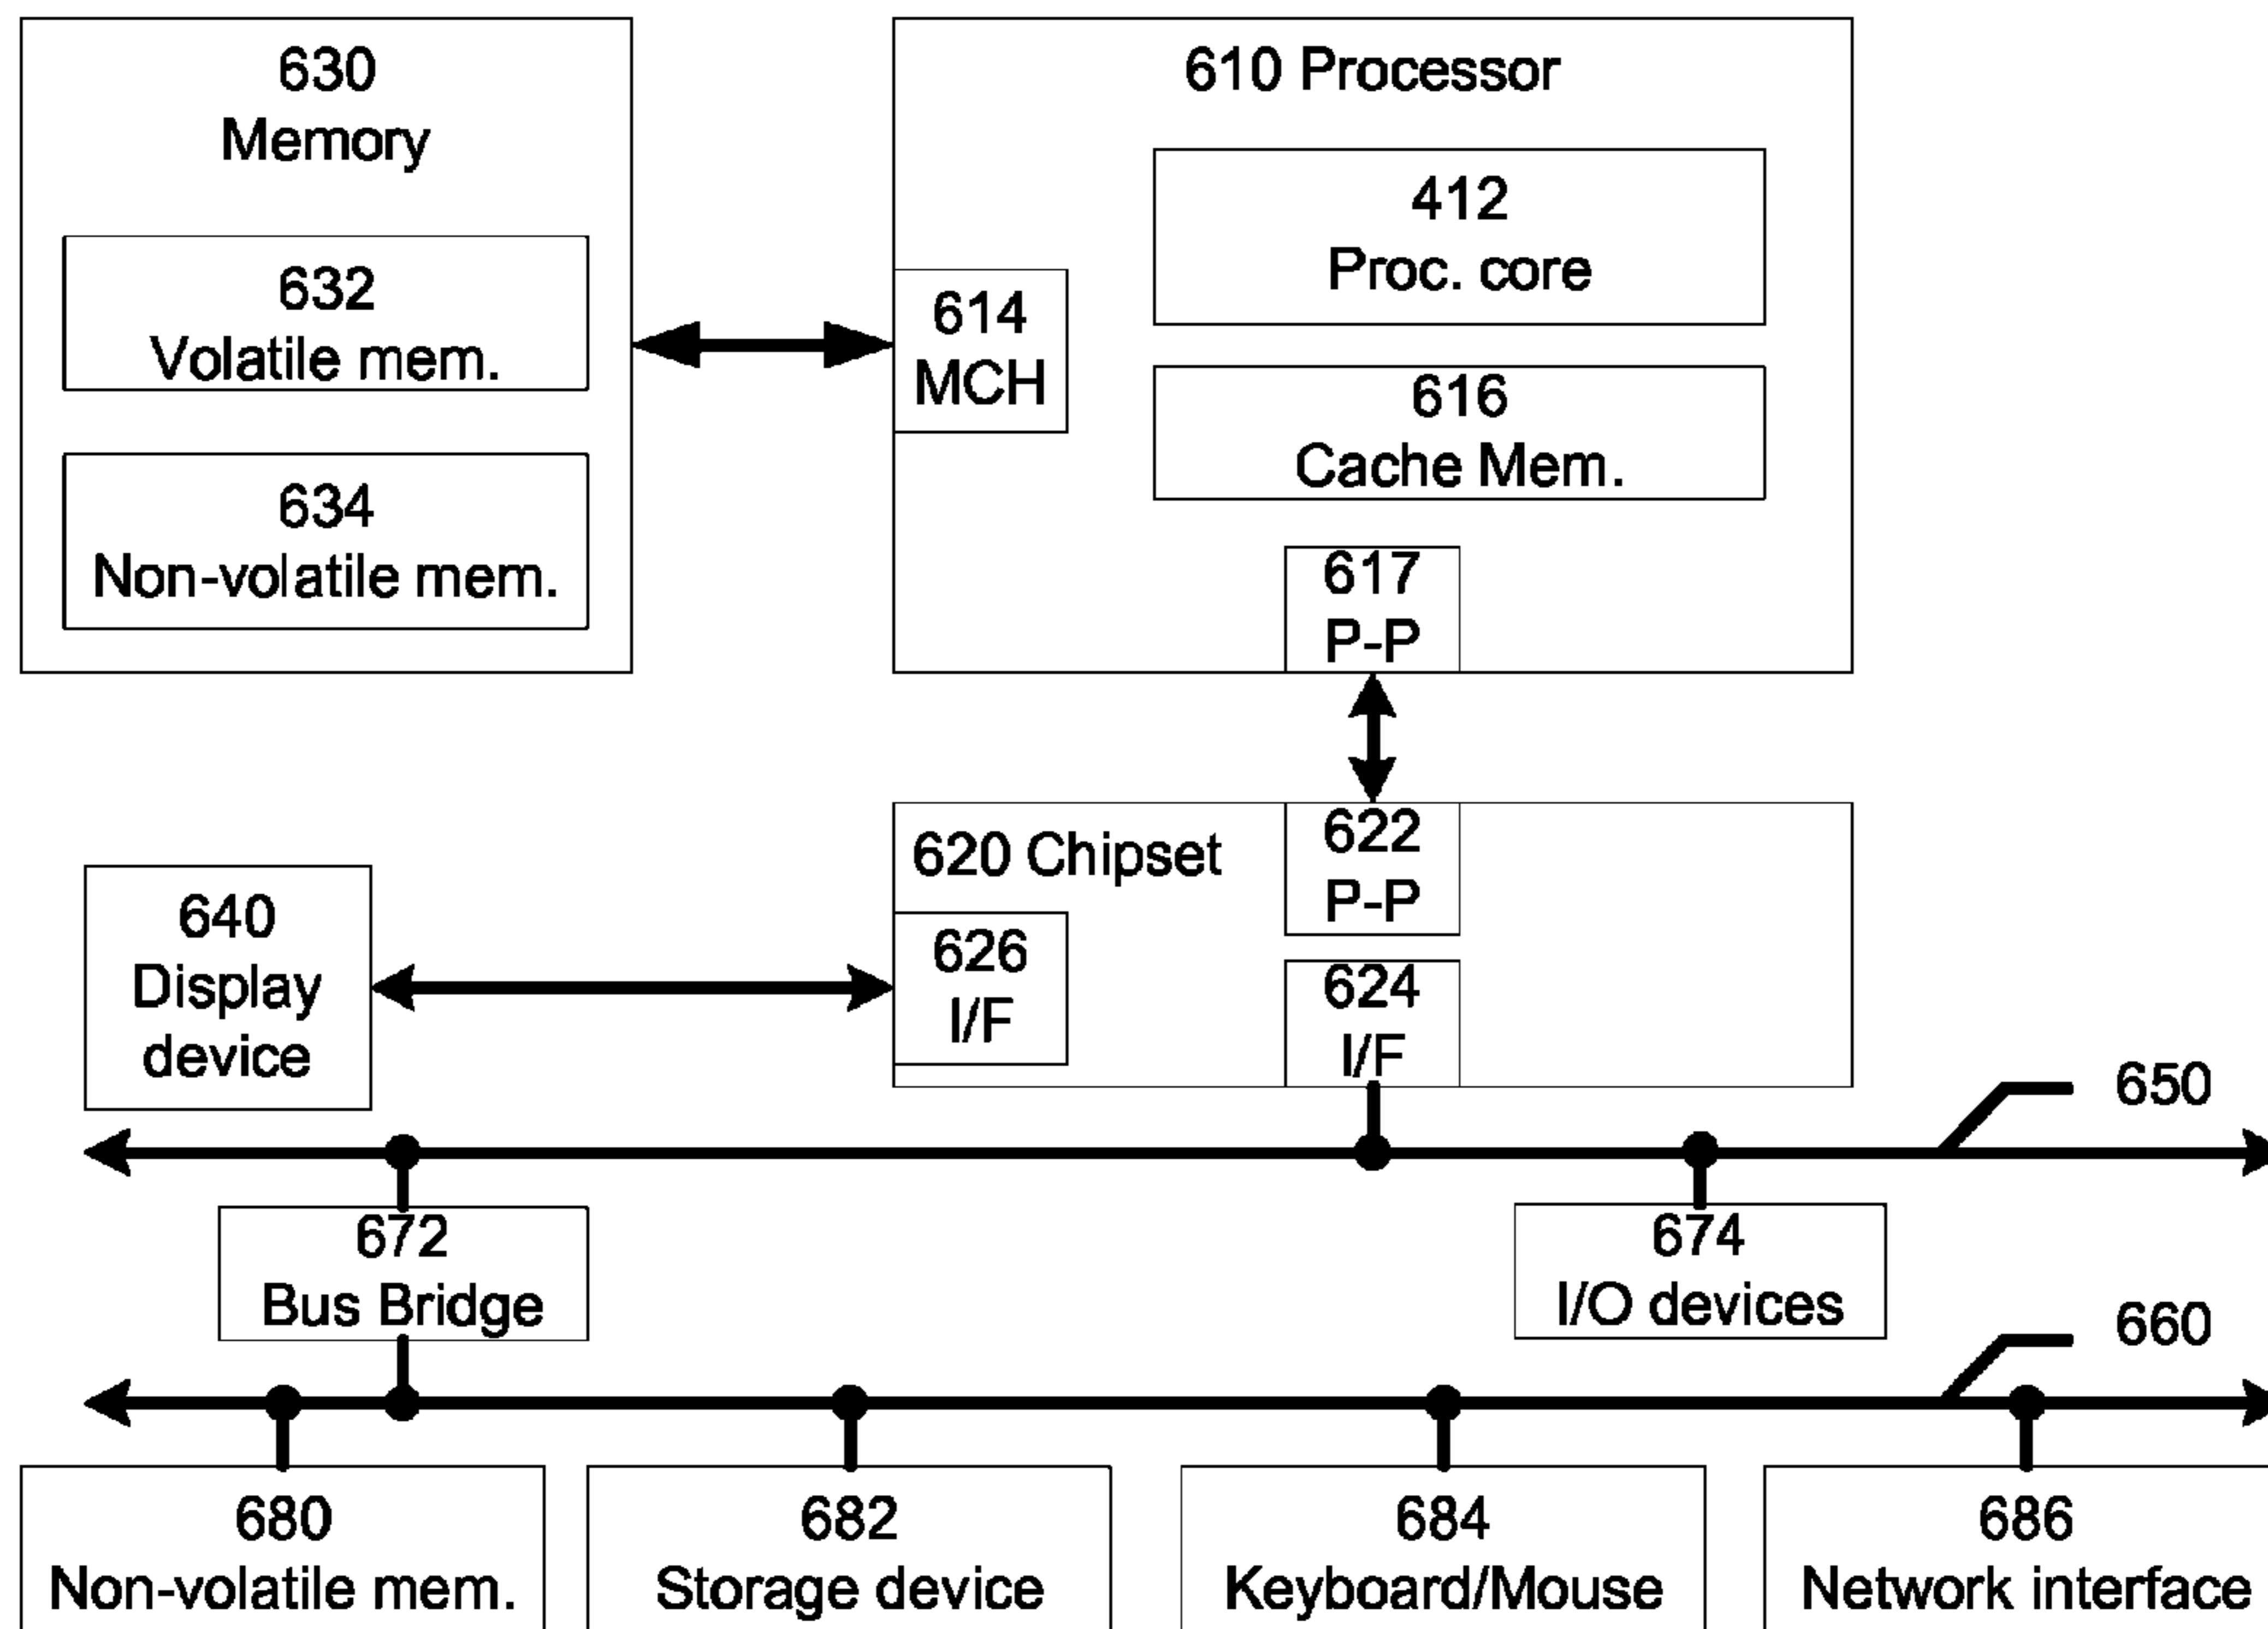 630
Memory
632
Volatile mem.
634
Non-volatile mem.
610 Processor
412
Proc. core
614
MCH
616
Cache Mem.
617
P-P
620 Chipset
622
P-P
640
Display
device
626
I/F
624
I/F
650
672
Bus Bridge
674
I/O devices
660
680
Non-volatile mem.
682
Storage device
684
Keyboard/Mouse
686
Network interface